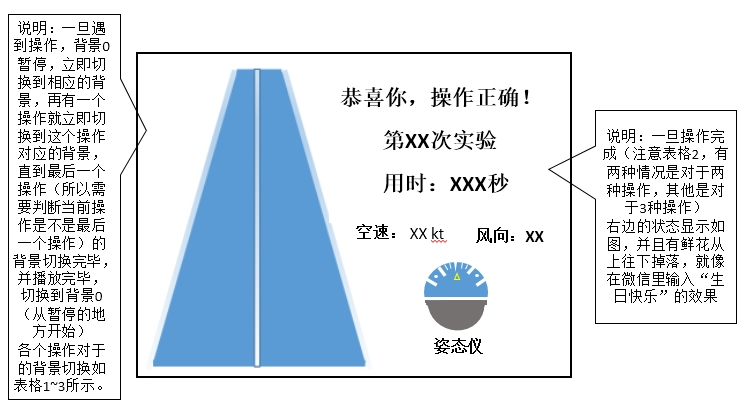 说明：一旦遇
到操作，背景0
暂停，立即切
换到相应的背
景，再有一个
操作就立即切
换到这个操作
对应的背景，
直到最后一个
操作（所以需
要判断当前操
作是不是最后
一个操作）的
背景切换完毕，
并播放完毕，
切换到背景0
（从暂停的地
方开始）
各个操作对于
的背景切换如
表格1~3所示。
恭喜你，操作正确！
第XX次实验
用时：XXX秒
空速： XX kt 风向：XX
姿态仪
说明：一旦操作完
成（注意表格2，有
两种情况是对于两
种操作，其他是对
于3种操作）
右边的状态显示如
图，并且有鲜花从
上往下掉落，就像
在微信里输入“生
日快乐”的效果